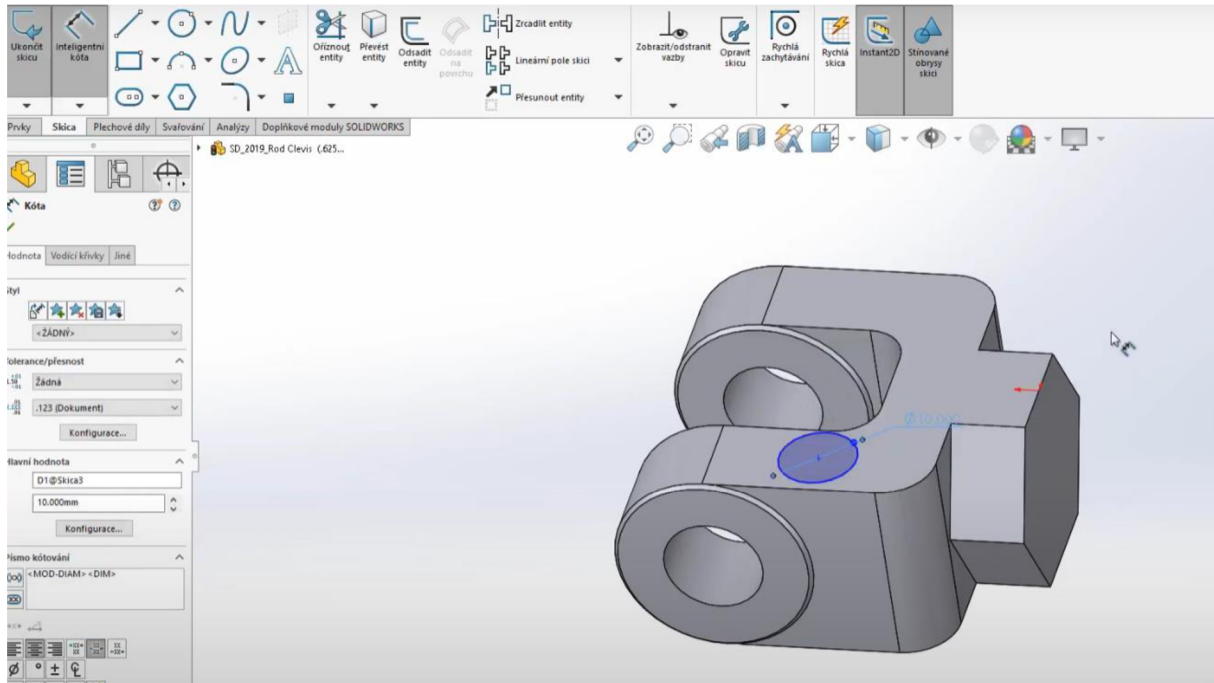 Ukončit skicu
Inteligentní kóta
Oříznout entity
Převést entity
Odsadit entity
Odsadit na povrchu
Zrcadlit entity
Lineární pole skici
Přesunout entity
Zobrazit/odstranit vazby
Opravit skicu
Rychlá zachytávání
Rychlá skica
Instant2D
Stínované obrysy skici
Prvky Skica Plechové díly Svařování Analýzy Doplňkové moduly SOLIDWORKS
SD_2019_Rod Clevis (.625...
Kóta
Hodnota Vodicí křivky Jiné
Styl
<ŽÁDNÝ>
Tolerance/přesnost
Žádná
.123 (Dokument)
Konfigurace...
Hlavní hodnota
D1@Skica3
10.000mm
Konfigurace...
Písmo kótování
<MOD-DIAM> <DIM>
Ø10.000